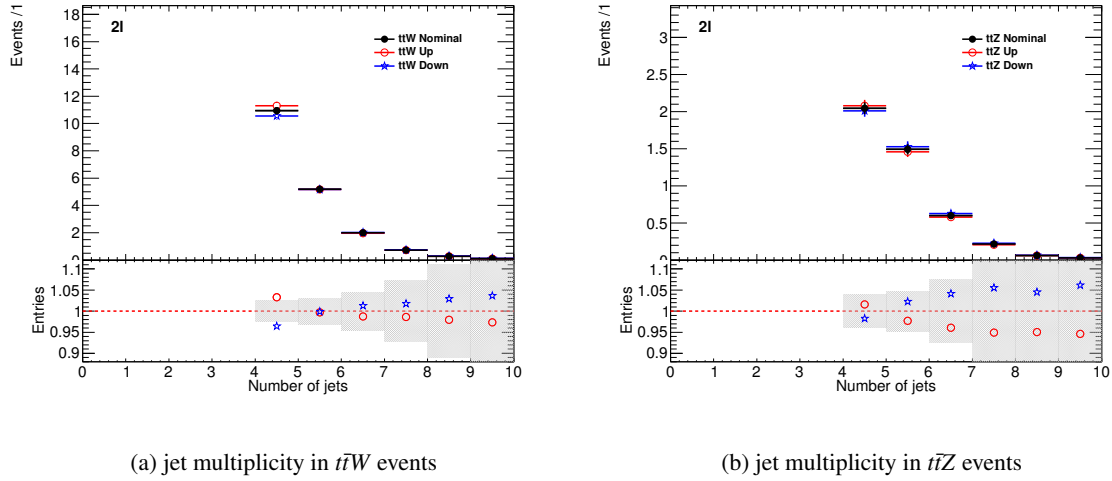 Events /1
18
16
14
12
10
8
6
4
2
0
2l
ttW Nominal
ttW Up
ttW Down
Entries
1.1
1.05
1
0.95
0.9
0 1 2 3 4 5 6 7 8 9 10
Number of jets
Events /1
3
2.5
2
1.5
1
0.5
0
2l
ttZ Nominal
ttZ Up
ttZ Down
Entries
1.1
1.05
1
0.95
0.9
0 1 2 3 4 5 6 7 8 9 10
Number of jets
(a) jet multiplicity in tt̄W events
(b) jet multiplicity in tt̄Z events